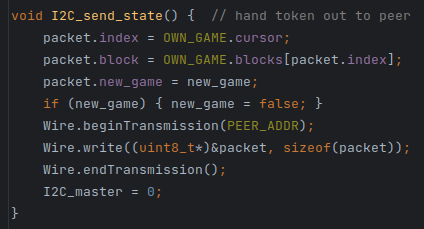 void I2C_send_state() {  // hand token out to peer
    packet.index = OWN_GAME.cursor;
    packet.block = OWN_GAME.blocks[packet.index];
    packet.new_game = new_game;
    if (new_game) { new_game = false; }
    Wire.beginTransmission(PEER_ADDR);
    Wire.write((uint8_t*)&packet, sizeof(packet));
    Wire.endTransmission();
    I2C_master = 0;
}